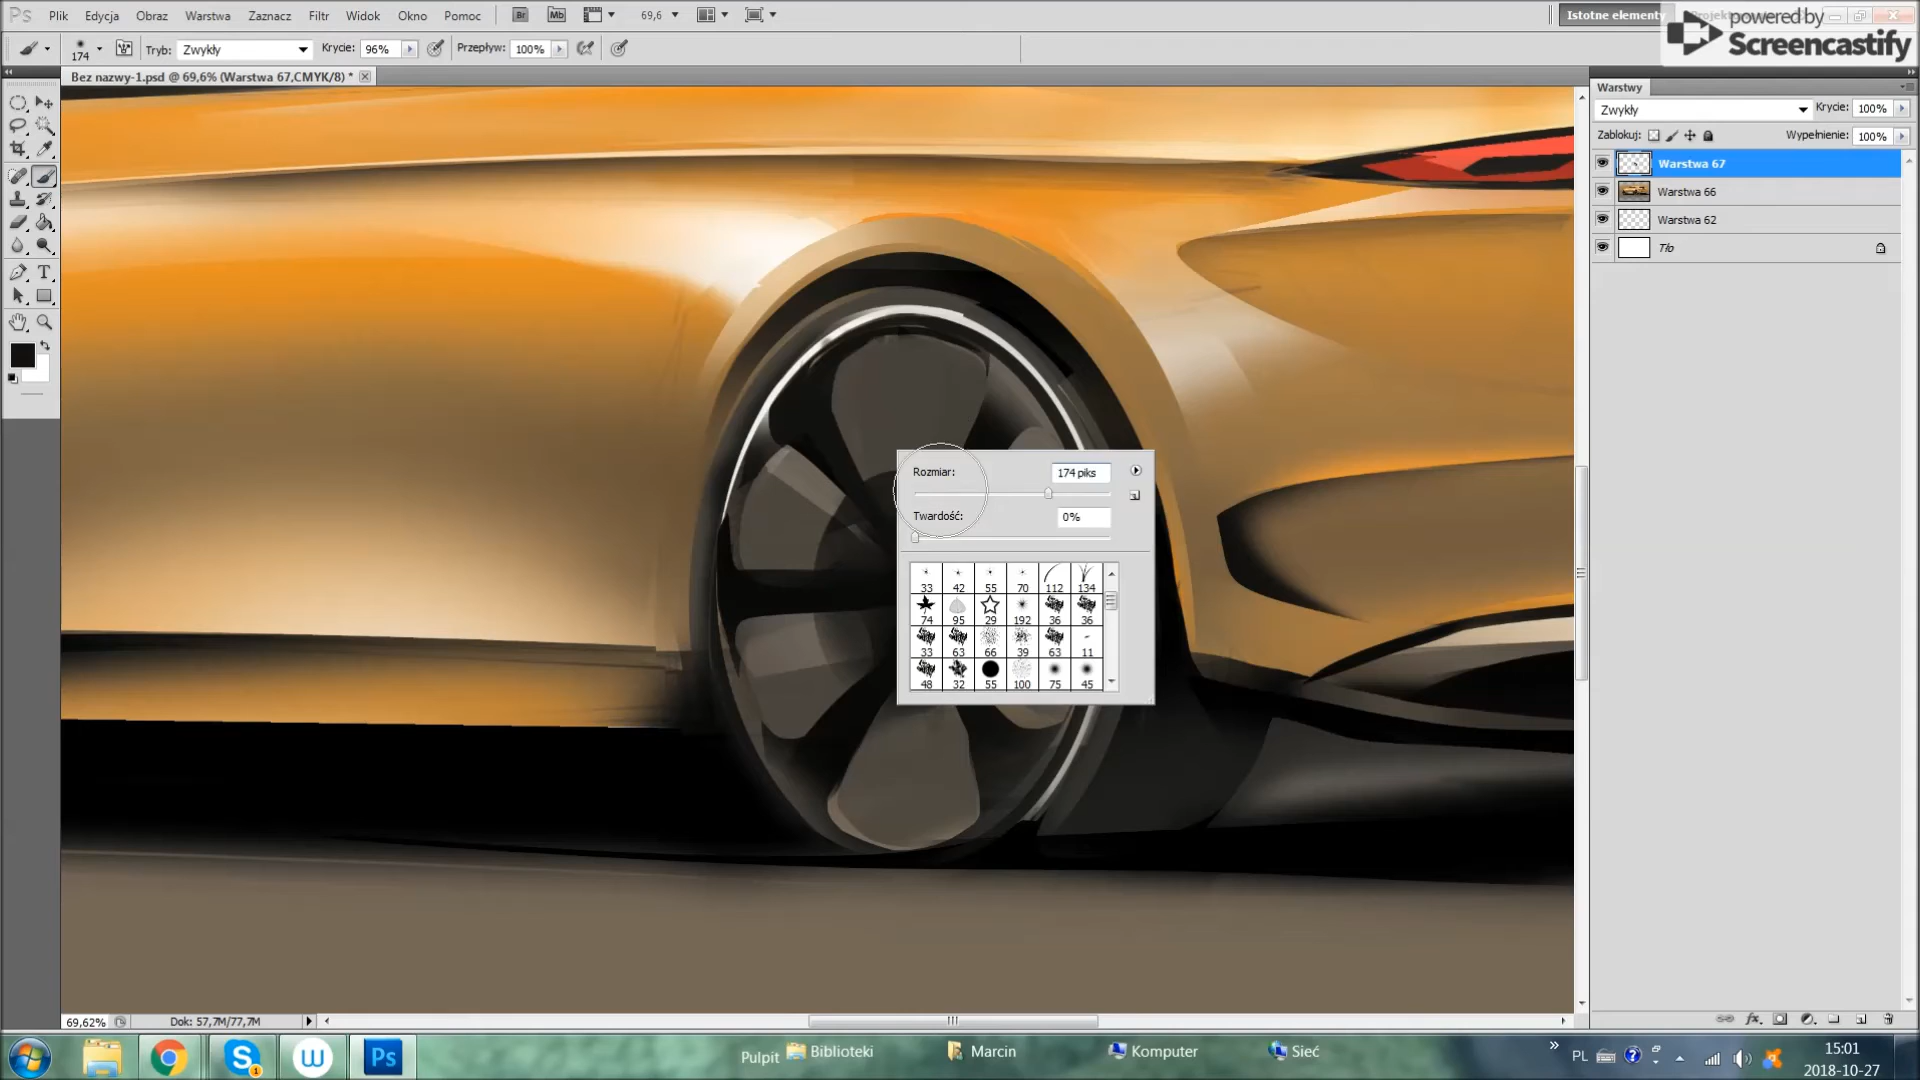 Ps Plik Edycja Obraz Warstwa Zaznacz Filtr Widok Okno Pomoc Br Mb 69,6 Istotne elementy
powered by
Screencastify
174 Tryb: Zwykły Krycie: 96% Przepływ: 100%
Bez nazwy-1.psd @ 69,6% (Warstwa 67,CMYK/8) *
Warstwy
Zwykły Krycie: 100%
Zablokuj: Wypełnienie: 100%
Warstwa 67
Warstwa 66
Warstwa 62
Tło
Rozmiar: 174 piks
Twardość: 0%
33 42 55 70 112 134
74 95 29 192 36 36
33 63 66 39 63 11
48 32 55 100 75 45
69,62% Dok: 57,7M/77,7M
Pulpit Biblioteki Marcin Komputer Sieć
PL
15:01
2018-10-27